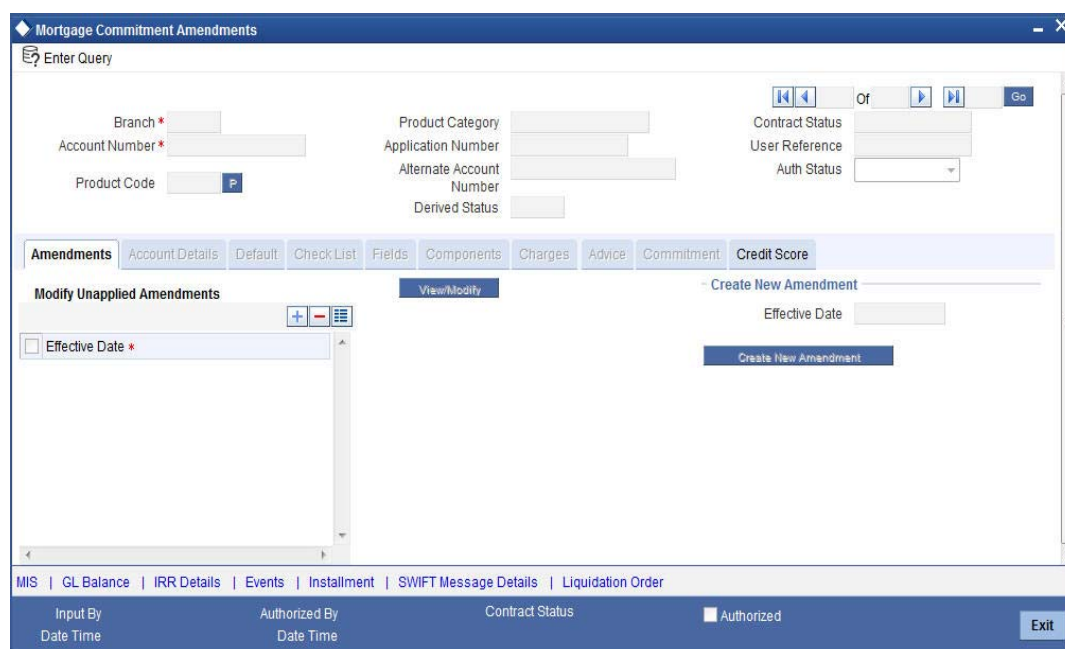 Mortgage Commitment Amendments
Enter Query
Of Go
Branch *
Account Number *
Product Code P
Product Category
Application Number
Alternate Account
Number
Derived Status
Contract Status
User Reference
Auth Status
Amendments Account Details Default Check List Fields Components Charges Advice Commitment Credit Score
Modify Unapplied Amendments
View/Modify
Create New Amendment
Effective Date
Effective Date *
Create New Amendment
MIS | GL Balance | IRR Details | Events | Installment | SWIFT Message Details | Liquidation Order
Input By Authorized By Contract Status Authorized
Date Time Date Time
Exit